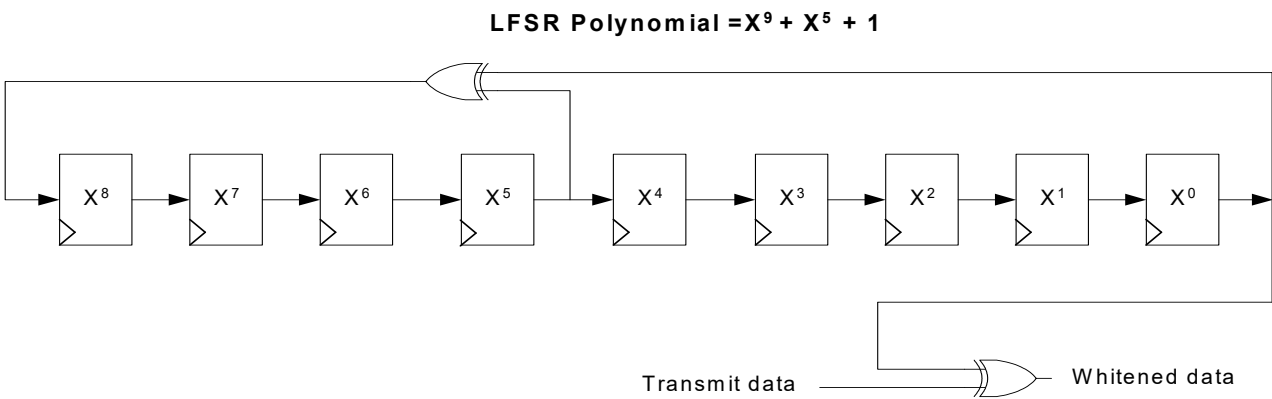 LFSR Polynomial =X⁹ + X⁵ + 1
X⁸ X⁷ X⁶ X⁵ X⁴ X³ X² X¹ X⁰
Transmit data Whitened data